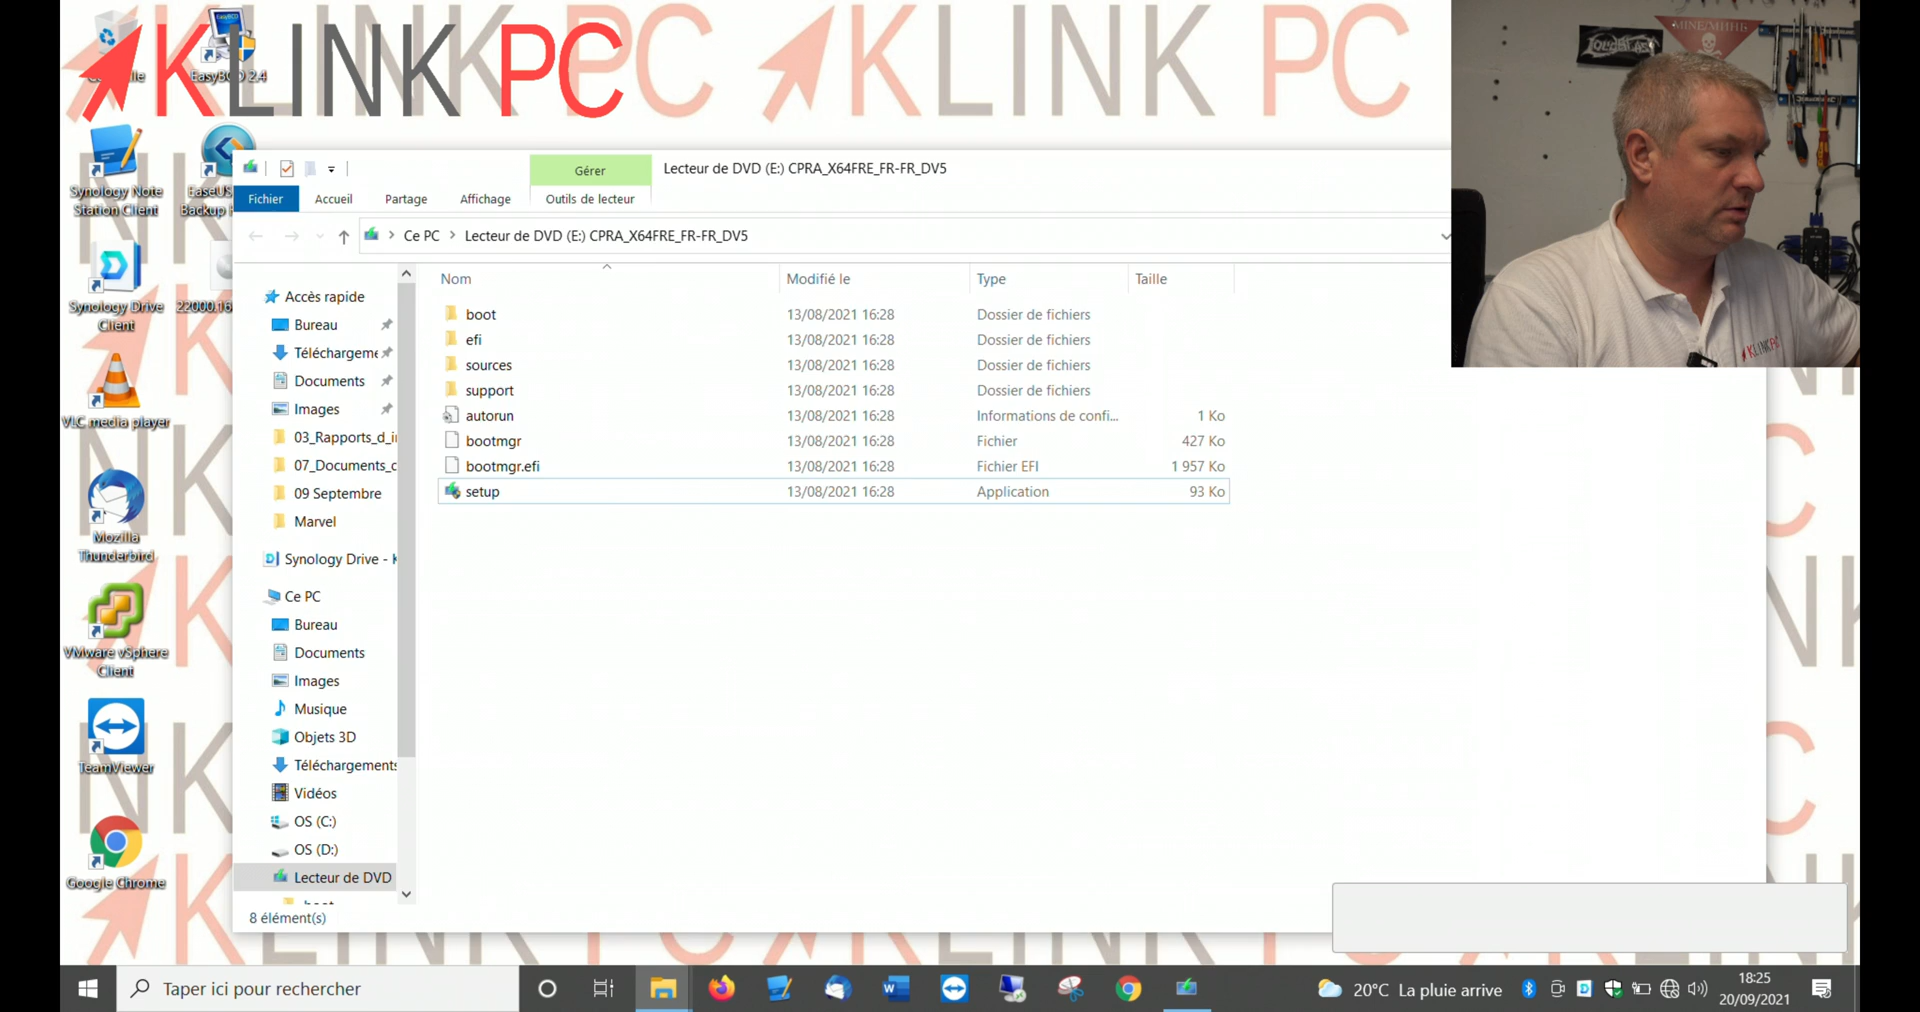 KLINK PC
KLINK PC
EasyBCD 2.4
MINE/МИНЬ
Synology Note
Station Client
EaseUS
Backup
Synology Drive
Client
22000.16
VLC media player
Mozilla
Thunderbird
VMware vSphere
Client
TeamViewer
Google Chrome
Gérer
Lecteur de DVD (E:) CPRA_X64FRE_FR-FR_DV5
Fichier
Accueil
Partage
Affichage
Outils de lecteur
Ce PC > Lecteur de DVD (E:) CPRA_X64FRE_FR-FR_DV5
Accès rapide
Bureau
Téléchargeme
Documents
Images
03_Rapports_d_i
07_Documents_c
09 Septembre
Marvel
Synology Drive - K
Ce PC
Bureau
Documents
Images
Musique
Objets 3D
Téléchargements
Vidéos
OS (C:)
OS (D:)
Lecteur de DVD
boot
Nom Modifié le Type Taille
boot 13/08/2021 16:28 Dossier de fichiers
efi 13/08/2021 16:28 Dossier de fichiers
sources 13/08/2021 16:28 Dossier de fichiers
support 13/08/2021 16:28 Dossier de fichiers
autorun 13/08/2021 16:28 Informations de confi... 1 Ko
bootmgr 13/08/2021 16:28 Fichier 427 Ko
bootmgr.efi 13/08/2021 16:28 Fichier EFI 1 957 Ko
setup 13/08/2021 16:28 Application 93 Ko
8 élément(s)
KLINK PC
Taper ici pour rechercher
20°C La pluie arrive
18:25
20/09/2021